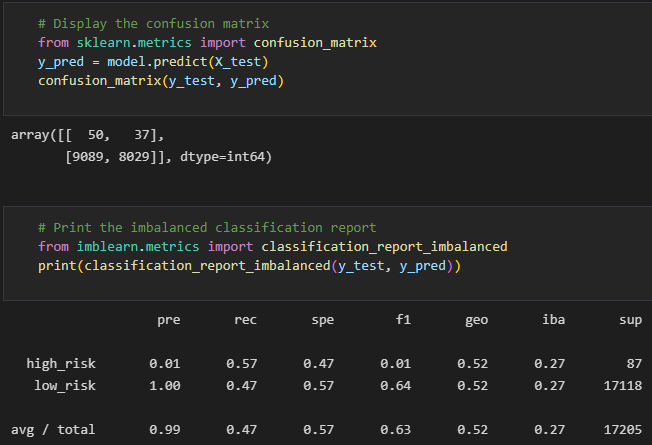 # Display the confusion matrix
from sklearn.metrics import confusion_matrix
y_pred = model.predict(X_test)
confusion_matrix(y_test, y_pred)
array([[  50,   37],
       [9089, 8029]], dtype=int64)
# Print the imbalanced classification report
from imblearn.metrics import classification_report_imbalanced
print(classification_report_imbalanced(y_test, y_pred))
                   pre       rec       spe        f1       geo       iba       sup
  high_risk       0.01      0.57      0.47      0.01      0.52      0.27        87
   low_risk       1.00      0.47      0.57      0.64      0.52      0.27     17118
avg / total       0.99      0.47      0.57      0.63      0.52      0.27     17205